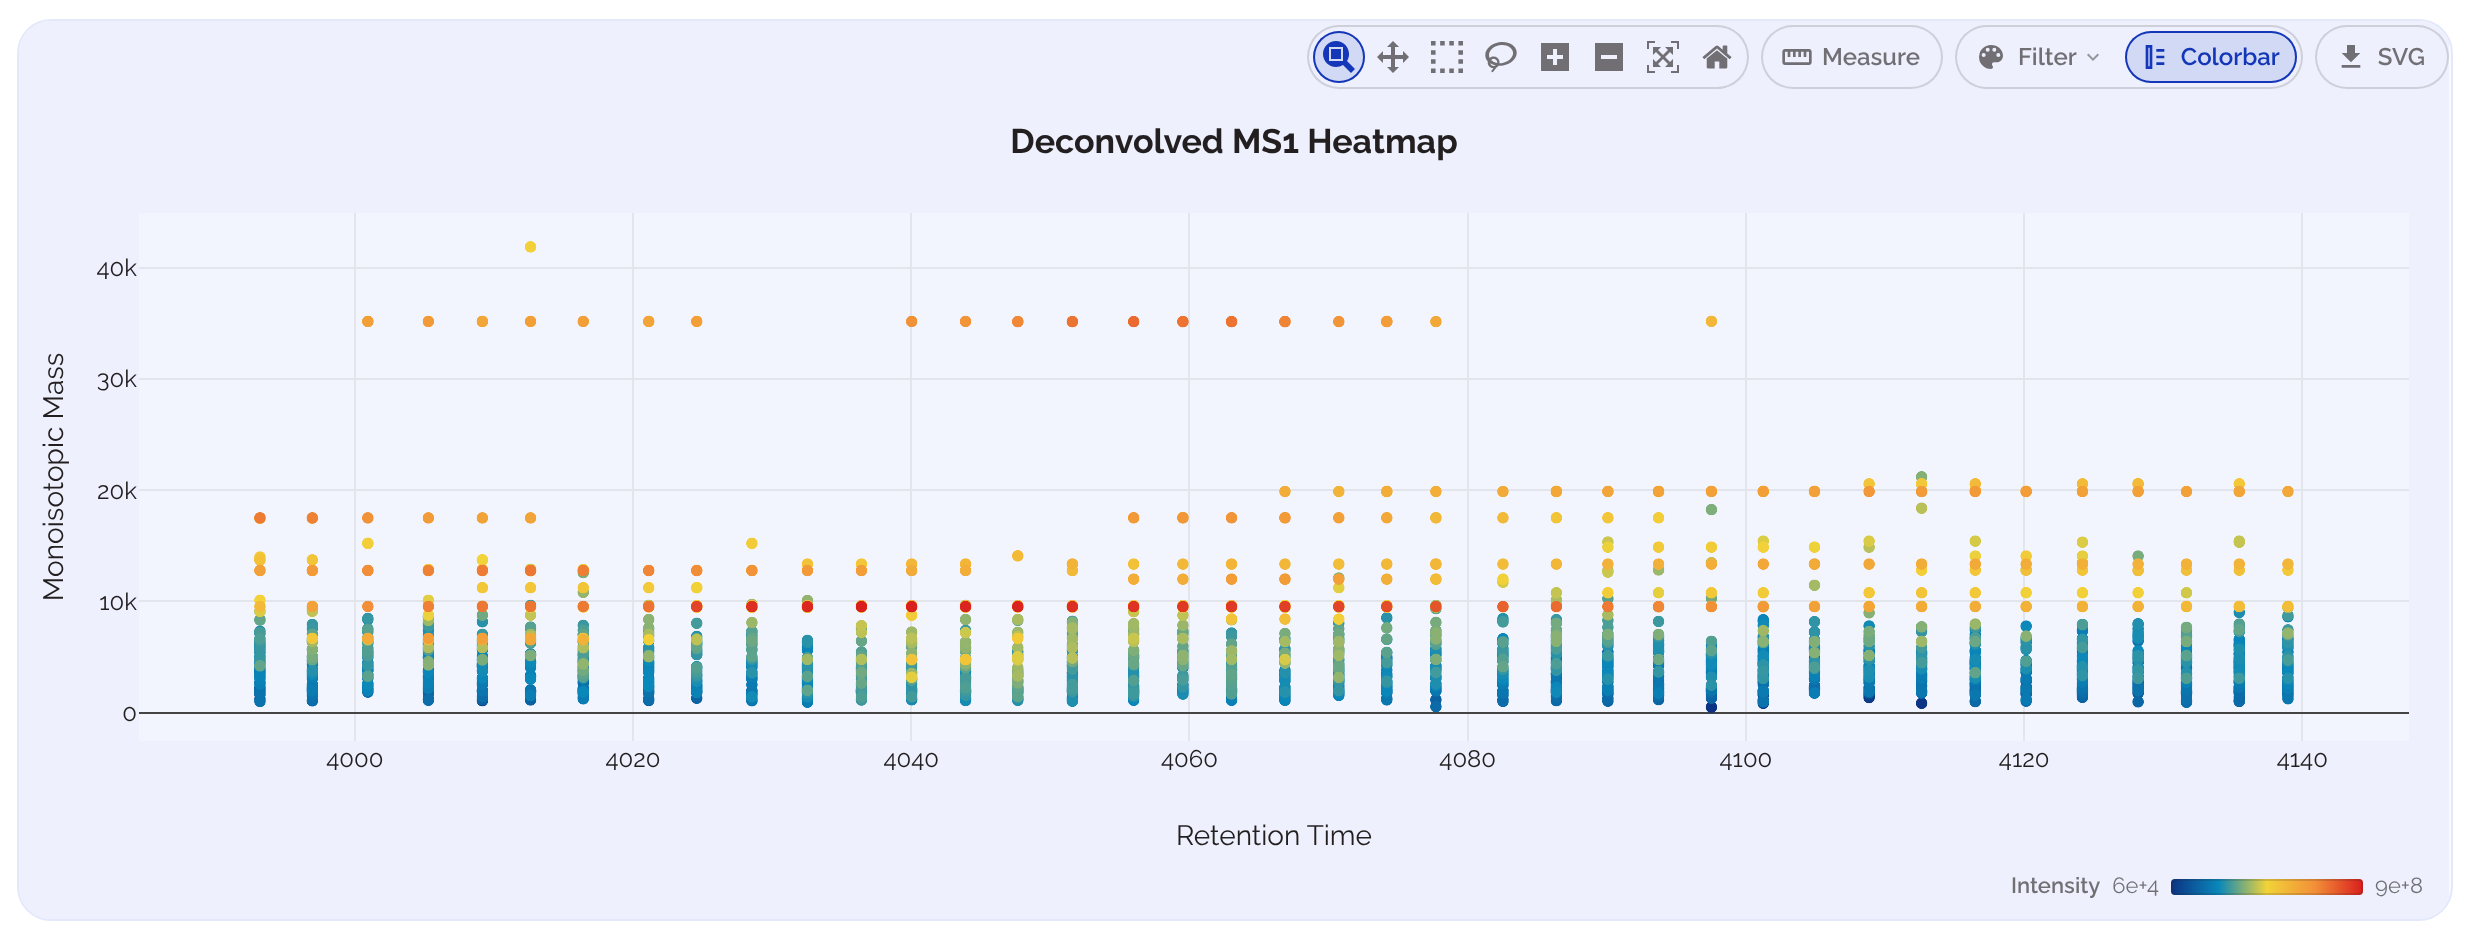 Measure Filter Colorbar SVG
Deconvolved MS1 Heatmap
Monoisotopic Mass
40k
30k
20k
10k
0
4000 4020 4040 4060 4080 4100 4120 4140
Retention Time
Intensity 6e+4 9e+8